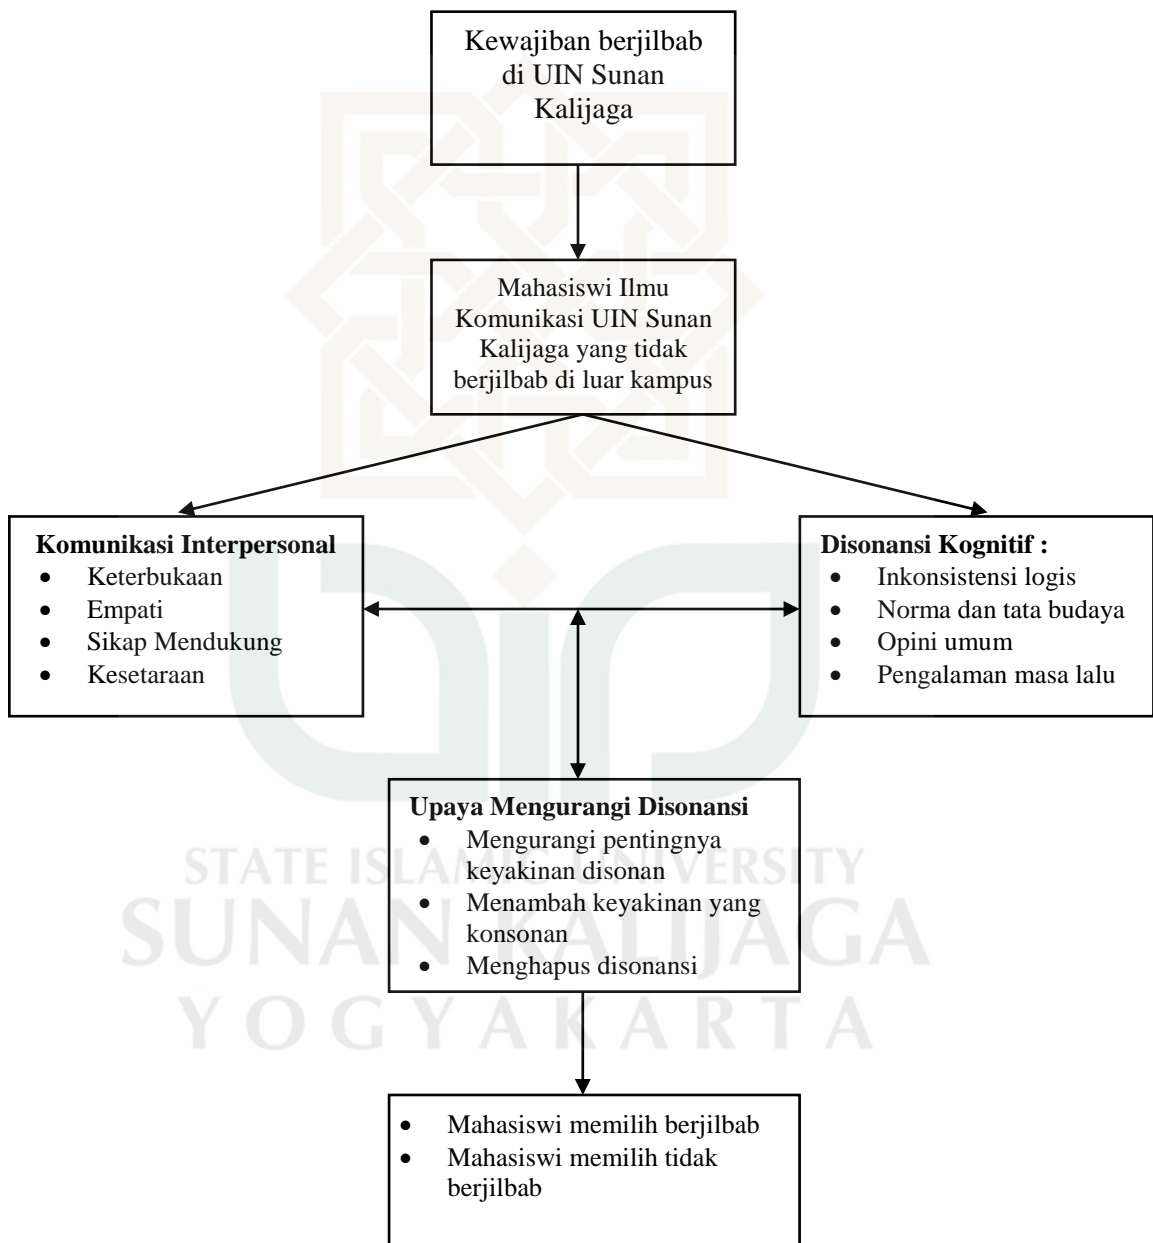 Kewajiban berjilbab
di UIN Sunan
Kalijaga
Mahasiswi Ilmu
Komunikasi UIN Sunan
Kalijaga yang tidak
berjilbab di luar kampus
Komunikasi Interpersonal
• Keterbukaan
• Empati
• Sikap Mendukung
• Kesetaraan
Disonansi Kognitif :
• Inkonsistensi logis
• Norma dan tata budaya
• Opini umum
• Pengalaman masa lalu
Upaya Mengurangi Disonansi
• Mengurangi pentingnya
keyakinan disonan
• Menambah keyakinan yang
konsonan
• Menghapus disonansi
STATE ISLAMIC UNIVERSITY
SUNAN KALIJAGA
YOGYAKARTA
• Mahasiswi memilih berjilbab
• Mahasiswi memilih tidak
berjilbab